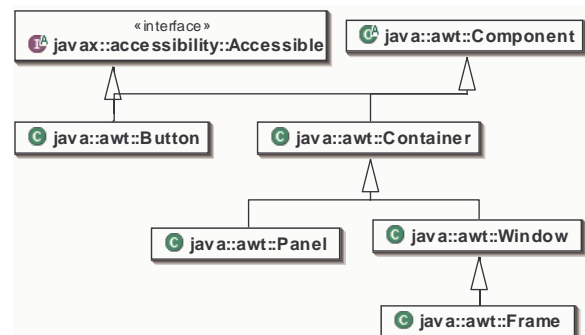 «interface»
javax::accessibility::Accessible
java::awt::Component
java::awt::Button
java::awt::Container
java::awt::Panel
java::awt::Window
java::awt::Frame